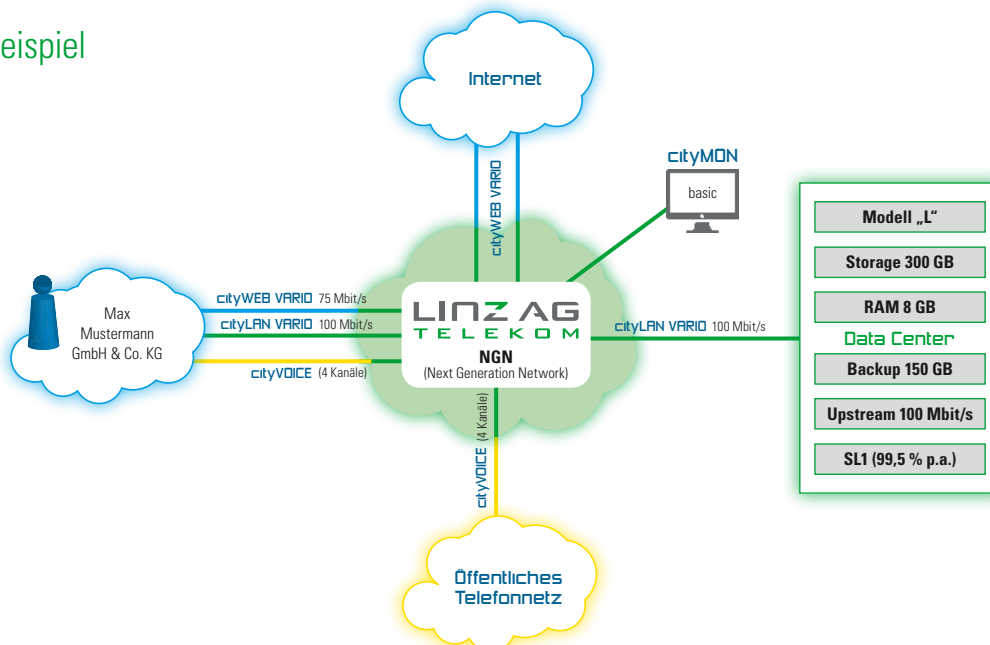 eispiel
Internet
cityWEB VARIO
cityMON
basic
Max
Mustermann
GmbH & Co. KG
cityWEB VARIO 75 Mbit/s
cityLAN VARIO 100 Mbit/s
cityVOICE (4 Kanäle)
LINZ AG
TELEKOM
NGN
(Next Generation Network)
cityLAN VARIO 100 Mbit/s
Modell „L“
Storage 300 GB
RAM 8 GB
Data Center
Backup 150 GB
Upstream 100 Mbit/s
SL1 (99,5 % p.a.)
cityVOICE (4 Kanäle)
Öffentliches
Telefonnetz